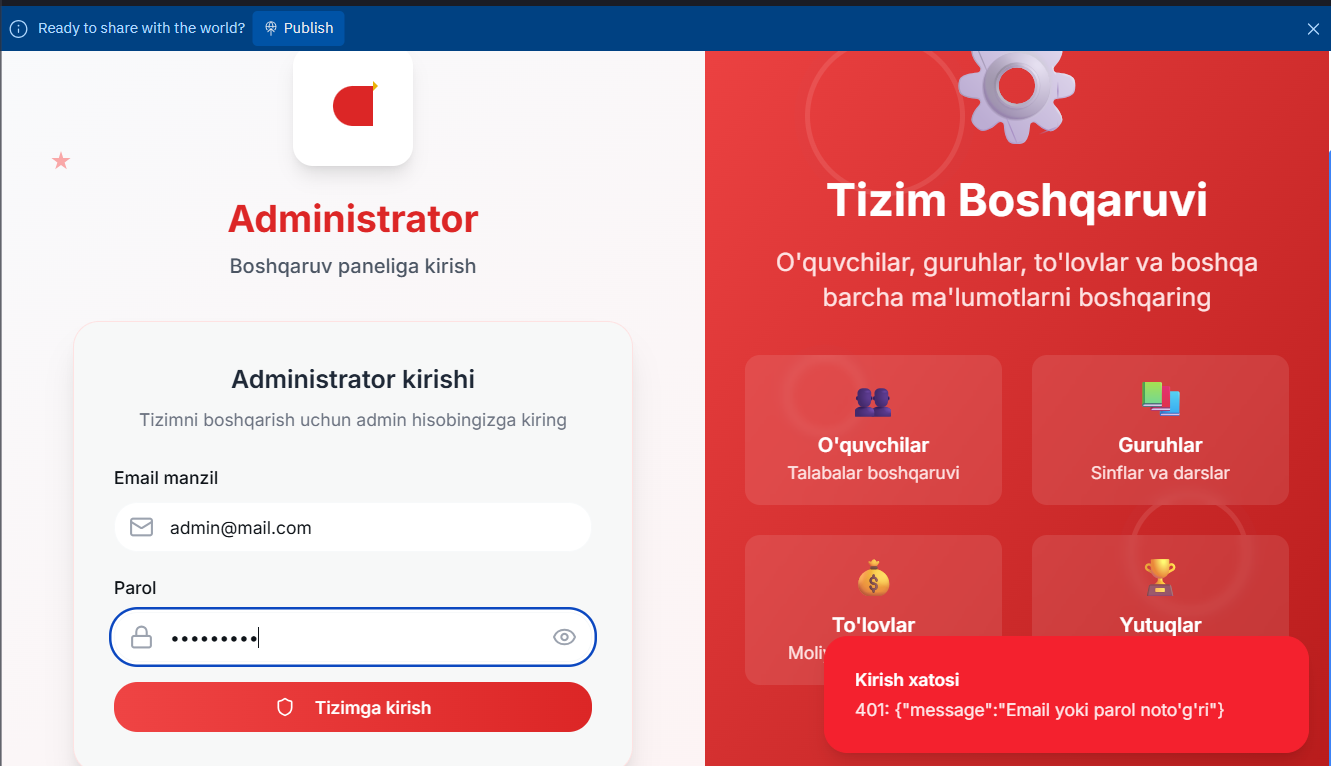 Ready to share with the world? Publish
Administrator
Boshqaruv paneliga kirish
Administrator kirishi
Tizimni boshqarish uchun admin hisobingizga kiring
Email manzil
admin@mail.com
Parol
•••••••••
Tizimga kirish
Tizim Boshqaruvi
O'quvchilar, guruhlar, to'lovlar va boshqa
barcha ma'lumotlarni boshqaring
O'quvchilar
Talabalar boshqaruvi
Guruhlar
Sinflar va darslar
To'lovlar
Yutuqlar
Kirish xatosi
401: {"message":"Email yoki parol noto'g'ri"}